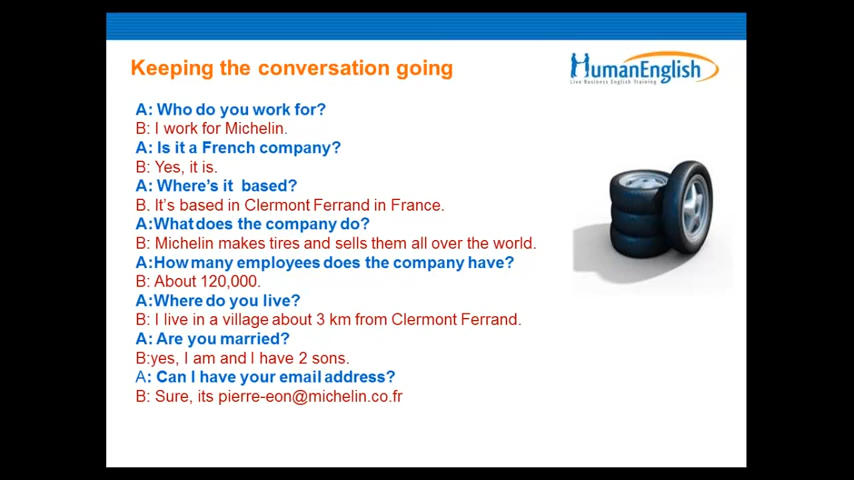 Keeping the conversation going
HumanEnglish
Live Business English Training
A: Who do you work for?
B: I work for Michelin.
A: Is it a French company?
B: Yes, it is.
A: Where's it based?
B. It's based in Clermont Ferrand in France.
A:What does the company do?
B: Michelin makes tires and sells them all over the world.
A:How many employees does the company have?
B: About 120,000.
A:Where do you live?
B: I live in a village about 3 km from Clermont Ferrand.
A: Are you married?
B:yes, I am and I have 2 sons.
A: Can I have your email address?
B: Sure, its pierre-eon@michelin.co.fr